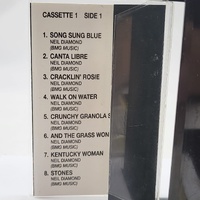 CASSETTE 1 SIDE 1
1. SONG SUNG BLUE
NEIL DIAMOND
(BMG MUSIC)
2. CANTA LIBRE
NEIL DIAMOND
(BMG MUSIC)
3. CRACKLIN' ROSIE
NEIL DIAMOND
(BMG MUSIC)
4. WALK ON WATER
NEIL DIAMOND
(BMG MUSIC)
5. CRUNCHY GRANOLA S
NEIL DIAMOND
(BMG MUSIC)
6. AND THE GRASS WON
NEIL DIAMOND
(BMG MUSIC)
7. KENTUCKY WOMAN
NEIL DIAMOND
(BMG MUSIC)
8. STONES
NEIL DIAMOND
(BMG MUSIC)